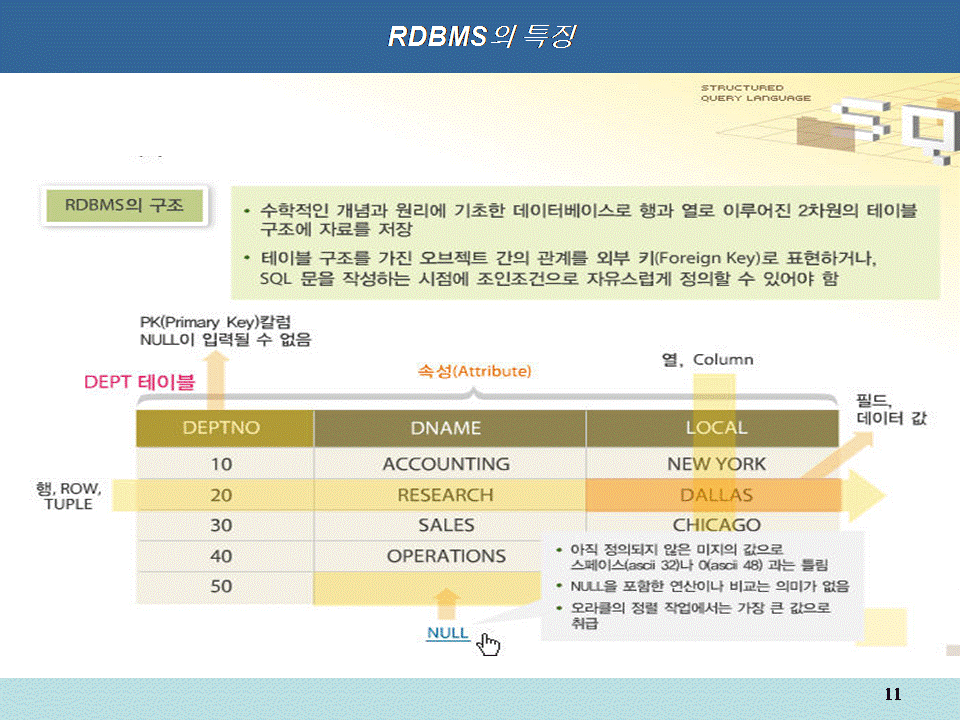 RDBMS의 특징
STRUCTURED
QUERY LANGUAGE
SQ
RDBMS의 구조
• 수학적인 개념과 원리에 기초한 데이터베이스로 행과 열로 이루어진 2차원의 테이블
구조에 자료를 저장
• 테이블 구조를 가진 오브젝트 간의 관계를 외부 키(Foreign Key)로 표현하거나,
SQL 문을 작성하는 시점에 조인조건으로 자유스럽게 정의할 수 있어야 함
PK(Primary Key)칼럼
NULL이 입력될 수 없음
DEPT 테이블
속성(Attribute)
열, Column
필드,
데이터 값
DEPTNO DNAME LOCAL
10 ACCOUNTING NEW YORK
행, ROW,
TUPLE
20 RESEARCH DALLAS
30 SALES CHICAGO
40 OPERATIONS
50
• 아직 정의되지 않은 미지의 값으로
스페이스(ascii 32)나 0(ascii 48) 과는 틀림
• NULL을 포함한 연산이나 비교는 의미가 없음
• 오라클의 정렬 작업에서는 가장 큰 값으로
취급
NULL
11